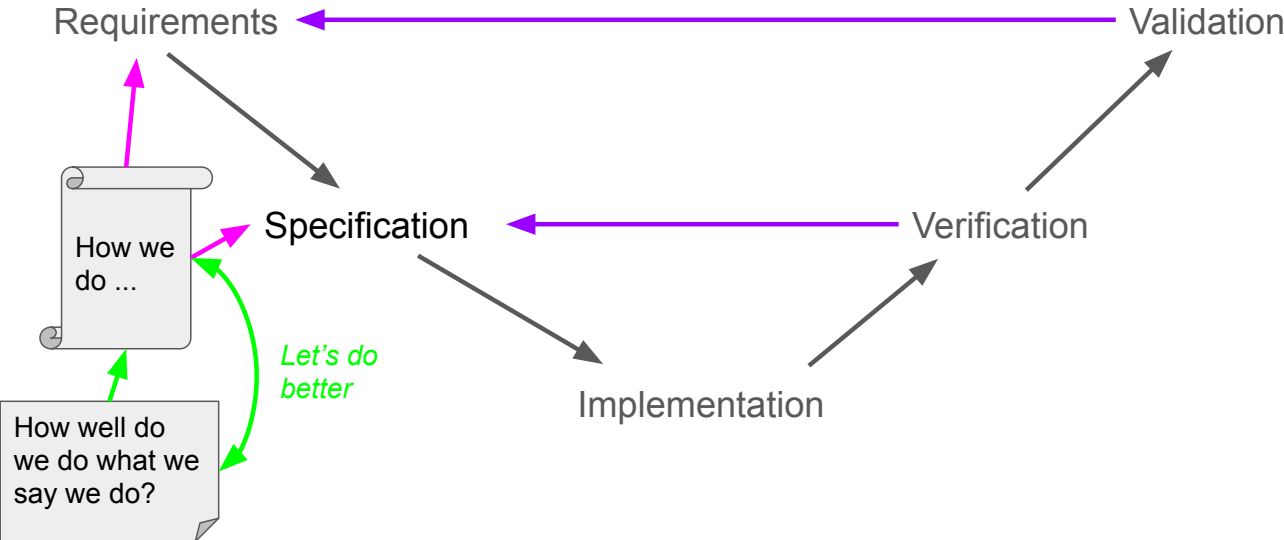 Requirements
Validation
How we
do ...
Specification
Verification
Let's do
better
Implementation
How well do
we do what we
say we do?